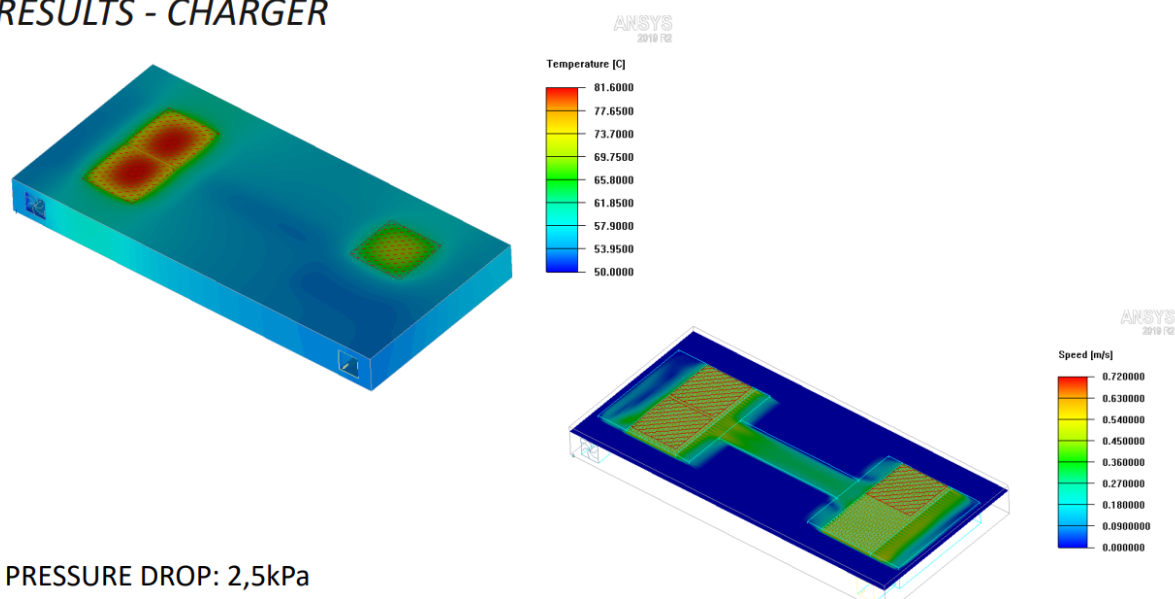 RESULTS - CHARGER
ANSYS
2019 R2
Temperature [C]
81.6000
77.6500
73.7000
69.7500
65.8000
61.8500
57.9000
53.9500
50.0000
ANSYS
2019 R2
Speed [m/s]
0.720000
0.630000
0.540000
0.450000
0.360000
0.270000
0.180000
0.0900000
0.000000
PRESSURE DROP: 2,5kPa